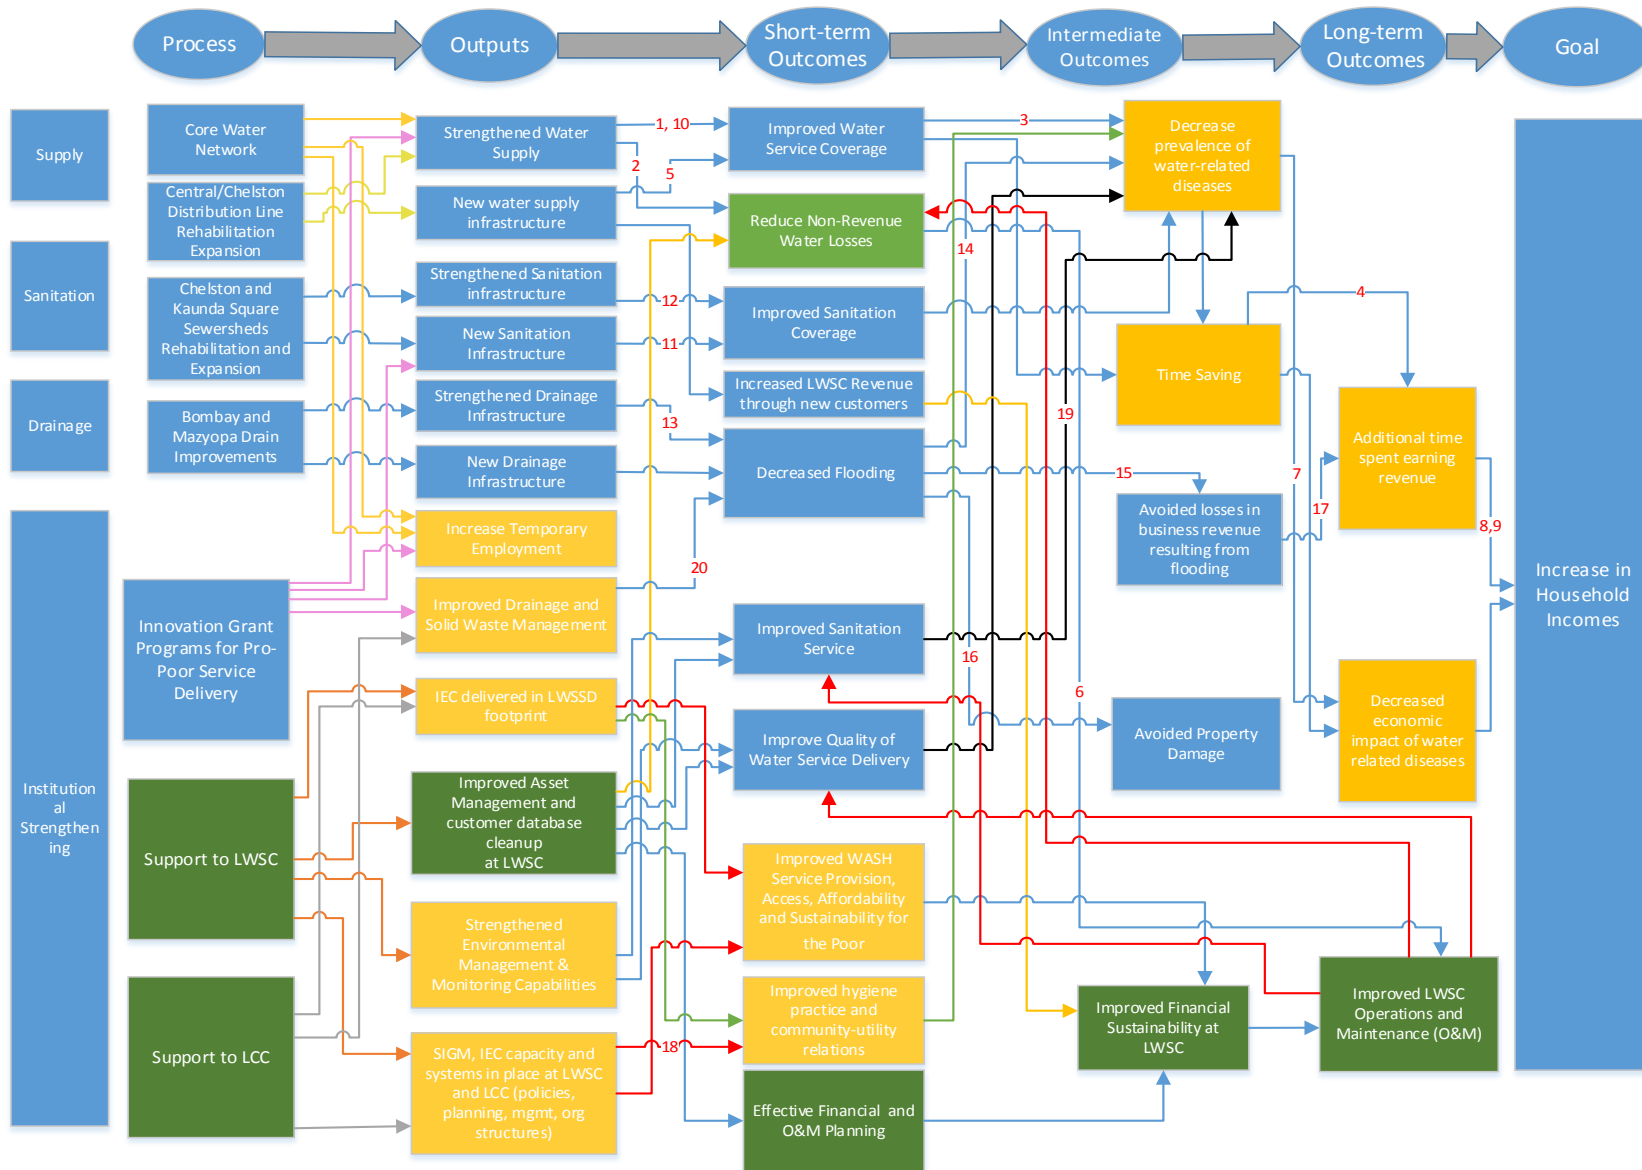 Process
Outputs
Short-term
Outcomes
Intermediate
Outcomes
Long-term
Outcomes
Goal
Supply
Sanitation
Drainage
Institution
al
Strengthen
ing
Core Water
Network
Central/Chelston
Distribution Line
Rehabilitation
Expansion
Chelston and
Kaunda Square
Sewersheds
Rehabilitation and
Expansion
Bombay and
Mazyopa Drain
Improvements
Innovation Grant
Programs for Pro-
Poor Service
Delivery
Support to LWSC
Support to LCC
Strengthened Water
Supply
New water supply
infrastructure
Strengthened Sanitation
infrastructure
New Sanitation
Infrastructure
Strengthened Drainage
Infrastructure
New Drainage
Infrastructure
Increase Temporary
Employment
Improved Drainage and
Solid Waste Management
IEC delivered in LWSSD
footprint
Improved Asset
Management and
customer database
cleanup
at LWSC
Strengthened
Environmental
Management &
Monitoring Capabilities
SIGM, IEC capacity and
systems in place at LWSC
and LCC (policies,
planning, mgmt, org
structures)
1, 10
2
5
12
11
13
20
18
Improved Water
Service Coverage
Reduce Non-Revenue
Water Losses
Improved Sanitation
Coverage
Increased LWSC Revenue
through new customers
Decreased Flooding
Improved Sanitation
Service
Improve Quality of
Water Service Delivery
Improved WASH
Service Provision,
Access, Affordability
and Sustainability for
the Poor
Improved hygiene
practice and
community-utility
relations
Effective Financial and
O&M Planning
3
14
19
15
16
6
Decrease
prevalence of
water-related
diseases
Time Saving
Avoided losses in
business revenue
resulting from
flooding
Avoided Property
Damage
Improved Financial
Sustainability at
LWSC
4
7
17
Additional time
spent earning
revenue
Decreased
economic
impact of water
related diseases
Improved LWSC
Operations and
Maintenance (O&M)
8,9
Increase in
Household
Incomes